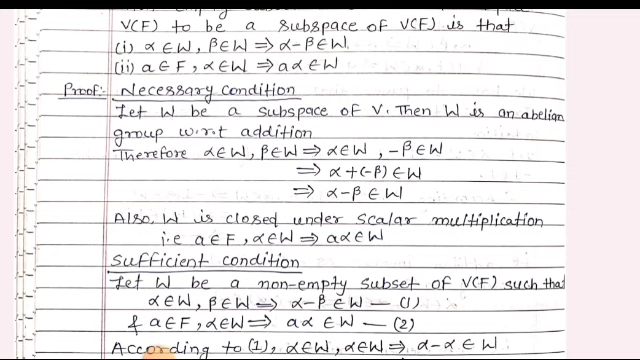 V(F) to be a subspace of V(F) is that
(i) α∈W, β∈W ⇒ α-β∈W
(ii) a∈F, α∈W ⇒ aα∈W
Proof:- Necessary condition
Let W be a subspace of V. Then W is an abelian
group w.r.t addition
Therefore α∈W, β∈W ⇒ α∈W, -β∈W
⇒ α+(-β)∈W
⇒ α-β∈W
Also, W is closed under scalar multiplication
i.e a∈F, α∈W ⇒ aα∈W
Sufficient condition
Let W be a non-empty subset of V(F) such that
α∈W, β∈W ⇒ α-β∈W — (1)
& a∈F, α∈W ⇒ aα∈W — (2)
According to (1), α∈W, α∈W ⇒ α-α∈W